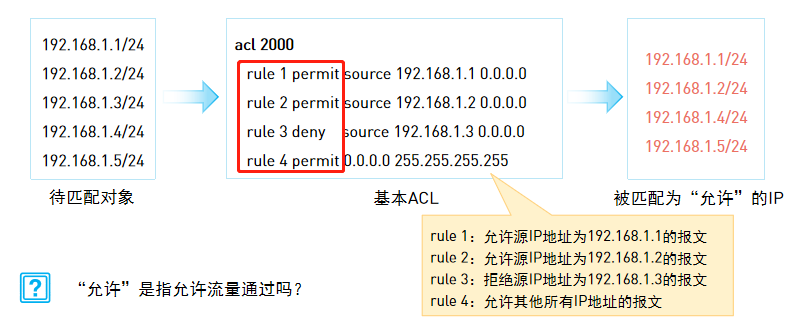 192.168.1.1/24
192.168.1.2/24
192.168.1.3/24
192.168.1.4/24
192.168.1.5/24
待匹配对象
acl 2000
rule 1 permit source 192.168.1.1 0.0.0.0
rule 2 permit source 192.168.1.2 0.0.0.0
rule 3 deny source 192.168.1.3 0.0.0.0
rule 4 permit 0.0.0.0 255.255.255.255
基本ACL
192.168.1.1/24
192.168.1.2/24
192.168.1.4/24
192.168.1.5/24
被匹配为“允许”的IP
rule 1：允许源IP地址为192.168.1.1的报文
rule 2：允许源IP地址为192.168.1.2的报文
rule 3：拒绝源IP地址为192.168.1.3的报文
rule 4：允许其他所有IP地址的报文
?
“允许”是指允许流量通过吗？